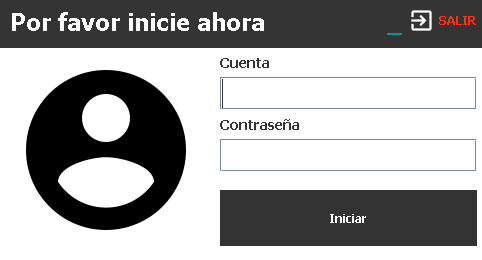 Por favor inicie ahora
SALIR
Cuenta
Contraseña
Iniciar